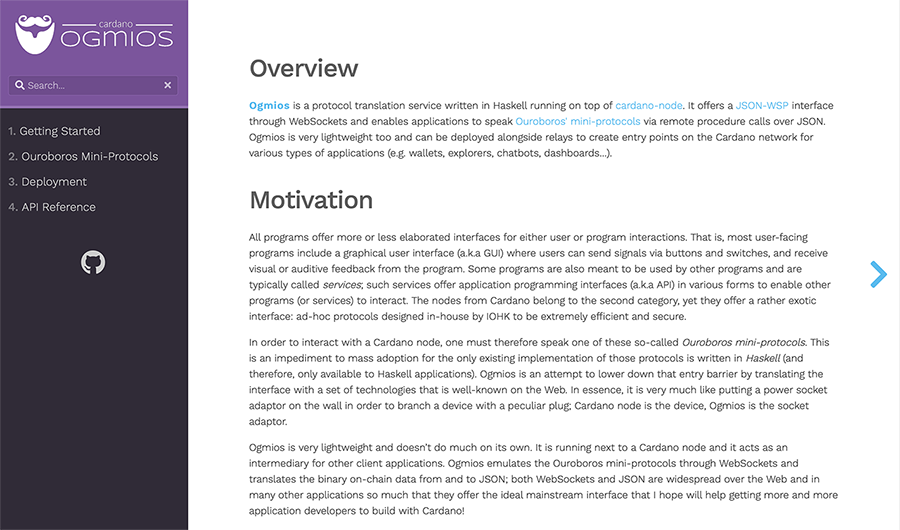 cardano
OGMIOS
Search...
1. Getting Started
2. Ouroboros Mini-Protocols
3. Deployment
4. API Reference
Overview
Ogmios is a protocol translation service written in Haskell running on top of cardano-node. It offers a JSON-WSP interface
through WebSockets and enables applications to speak Ouroboros' mini-protocols via remote procedure calls over JSON.
Ogmios is very lightweight too and can be deployed alongside relays to create entry points on the Cardano network for
various types of applications (e.g. wallets, explorers, chatbots, dashboards...).
Motivation
All programs offer more or less elaborated interfaces for either user or program interactions. That is, most user-facing
programs include a graphical user interface (a.k.a GUI) where users can send signals via buttons and switches, and receive
visual or auditive feedback from the program. Some programs are also meant to be used by other programs and are
typically called services; such services offer application programming interfaces (a.k.a API) in various forms to enable other
programs (or services) to interact. The nodes from Cardano belong to the second category, yet they offer a rather exotic
interface: ad-hoc protocols designed in-house by IOHK to be extremely efficient and secure.
In order to interact with a Cardano node, one must therefore speak one of these so-called Ouroboros mini-protocols. This
is an impediment to mass adoption for the only existing implementation of those protocols is written in Haskell (and
therefore, only available to Haskell applications). Ogmios is an attempt to lower down that entry barrier by translating the
interface with a set of technologies that is well-known on the Web. In essence, it is very much like putting a power socket
adaptor on the wall in order to branch a device with a peculiar plug; Cardano node is the device, Ogmios is the socket
adaptor.
Ogmios is very lightweight and doesn't do much on its own. It is running next to a Cardano node and it acts as an
intermediary for other client applications. Ogmios emulates the Ouroboros mini-protocols through WebSockets and
translates the binary on-chain data from and to JSON; both WebSockets and JSON are widespread over the Web and in
many other applications so much that they offer the ideal mainstream interface that I hope will help getting more and more
application developers to build with Cardano!